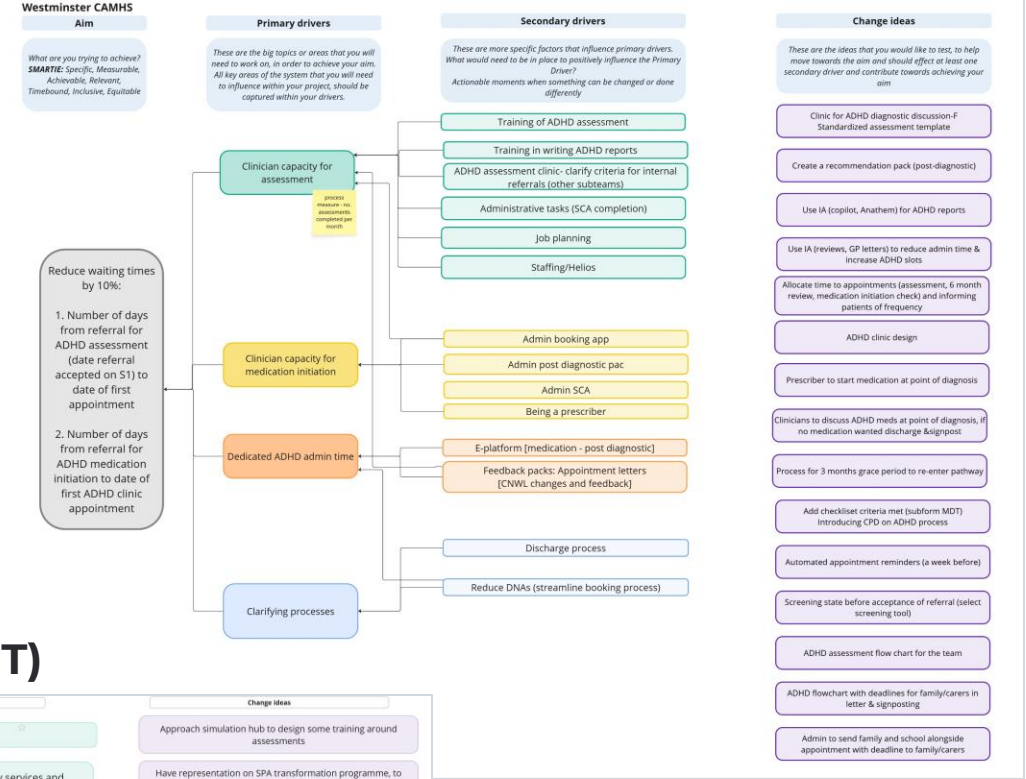 Westminster CAMHS
Aim
What are you trying to achieve?
SMARTIE: Specific, Measurable,
Achievable, Relevant,
Timebound, Inclusive, Equitable
Reduce waiting times
by 10%:
1. Number of days
from referral for
ADHD assessment
(date referral
accepted on S1) to
date of first
appointment
2. Number of days
from referral for
ADHD medication
initiation to date of
first ADHD clinic
appointment
Primary drivers
These are the big topics or areas that you will
need to work on, in order to achieve your aim.
All key areas of the system that you will need
to influence within your project, should be
captured within your drivers.
Clinician capacity for
assessment
process
measure - no.
assessments
completed per
month
Clinician capacity for
medication initiation
Dedicated ADHD admin time
Clarifying processes
Secondary drivers
These are more specific factors that influence primary drivers.
What would need to be in place to positively influence the Primary
Driver?
Actionable moments when something can be changed or done
differently
Training of ADHD assessment
Training in writing ADHD reports
ADHD assessment clinic- clarify criteria for internal
referrals (other subteams)
Administrative tasks (SCA completion)
Job planning
Staffing/Helios
Admin booking app
Admin post diagnostic pac
Admin SCA
Being a prescriber
E-platform [medication - post diagnostic]
Feedback packs: Appointment letters
[CNWL changes and feedback]
Discharge process
Reduce DNAs (streamline booking process)
Change ideas
These are the ideas that you would like to test, to help
move towards the aim and should effect at least one
secondary driver and contribute towards achieving your
aim
Clinic for ADHD diagnostic discussion-F
Standardized assessment template
Create a recommendation pack (post-diagnostic)
Use IA (copilot, Anathem) for ADHD reports
Use IA (reviews, GP letters) to reduce admin time &
increase ADHD slots
Allocate time to appointments (assessment, 6 month
review, medication initiation check) and informing
patients of frequency
ADHD clinic design
Prescriber to start medication at point of diagnosis
Clinicians to discuss ADHD meds at point of diagnosis, if
no medication wanted discharge &signpost
Process for 3 months grace period to re-enter pathway
Add checkliset criteria met (subform MDT)
Introducing CPD on ADHD process
Automated appointment reminders (a week before)
Screening state before acceptance of referral (select
screening tool)
ADHD assessment flow chart for the team
ADHD flowchart with deadlines for family/carers in
letter & signposting
Admin to send family and school alongside
appointment with deadline to family/carers
T)
Change ideas
Approach simulation hub to design some training around
assessments
Have representation on SPA transformation programme, to
services and